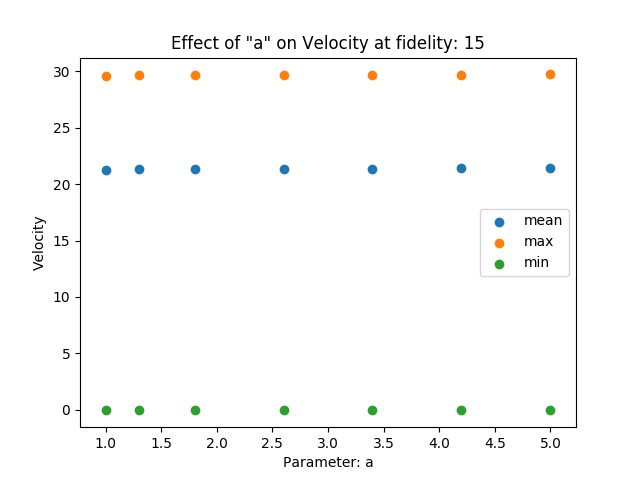 Effect of "a" on Velocity at fidelity: 15
Velocity
30
25
20
15
10
5
0
mean
max
min
1.0 1.5 2.0 2.5 3.0 3.5 4.0 4.5 5.0
Parameter: a